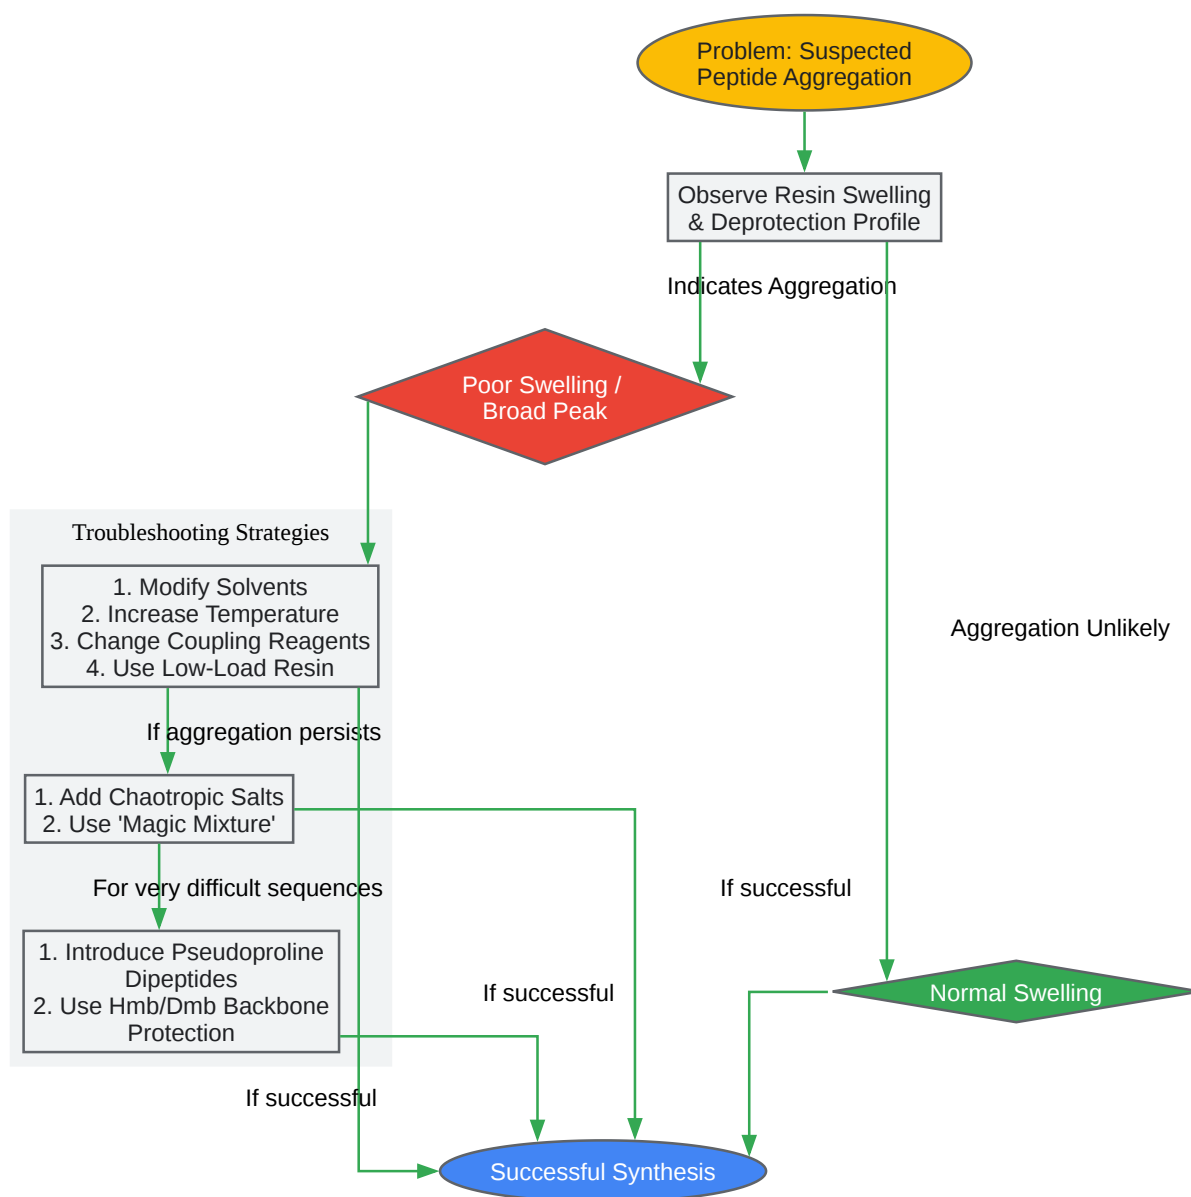 Problem: Suspected
Peptide Aggregation
Observe Resin Swelling
& Deprotection Profile
Indicates Aggregation
Poor Swelling /
Broad Peak
Troubleshooting Strategies
1. Modify Solvents
2. Increase Temperature
3. Change Coupling Reagents
4. Use Low-Load Resin
Aggregation Unlikely
If aggregation persists
1. Add Chaotropic Salts
2. Use 'Magic Mixture'
For very difficult sequences
If successful
1. Introduce Pseudoproline
Dipeptides
2. Use Hmb/Dmb Backbone
Protection
If successful
Normal Swelling
If successful
Successful Synthesis